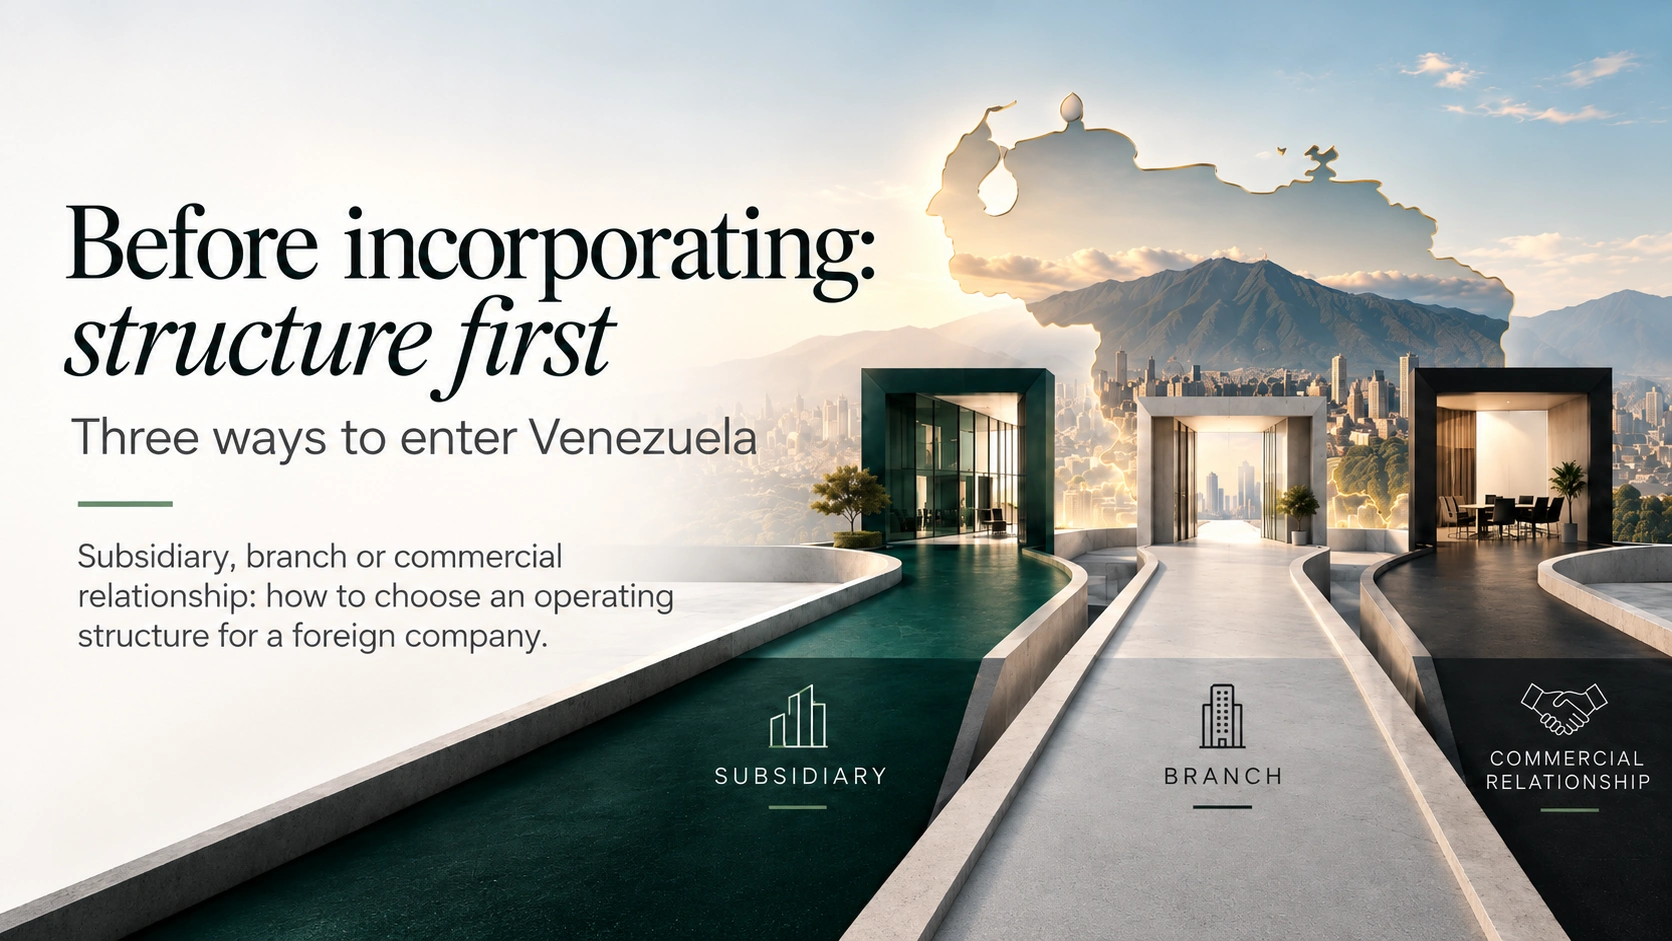 Before incorporating:
structure first
Three ways to enter Venezuela
Subsidiary, branch or commercial
relationship: how to choose an operating
structure for a foreign company.
SUBSIDIARY
BRANCH
COMMERCIAL
RELATIONSHIP